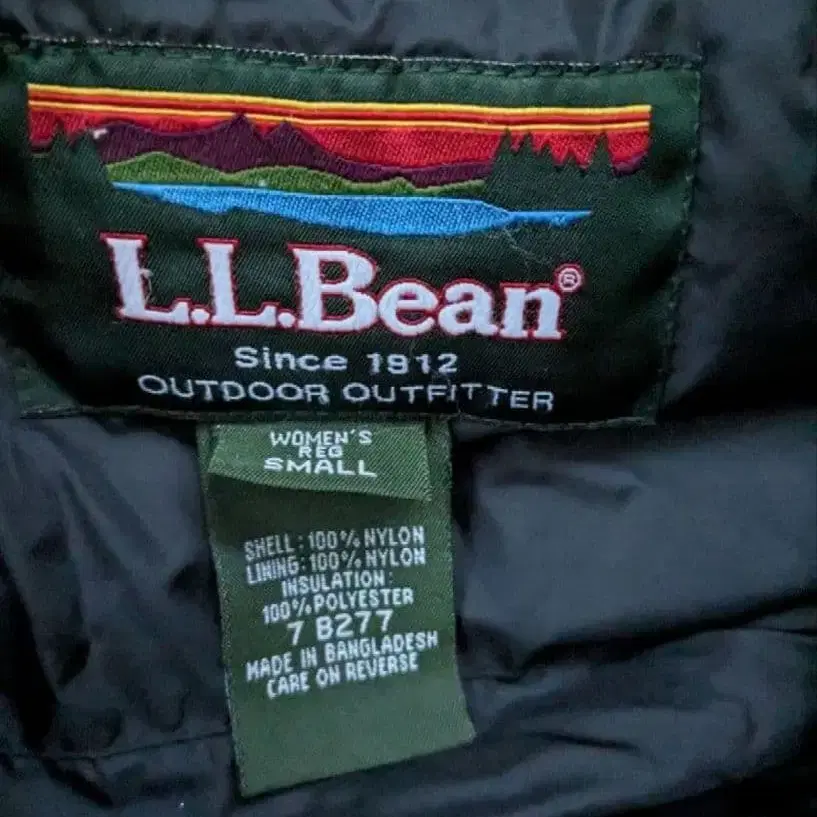 L.L.Bean®
Since 1912
OUTDOOR OUTFITTER
WOMEN'S
REG
SMALL
SHELL: 100% NYLON
LINING: 100% NYLON
INSULATION:
100% POLYESTER
7 B277
MADE IN BANGLADESH
CARE ON REVERSE